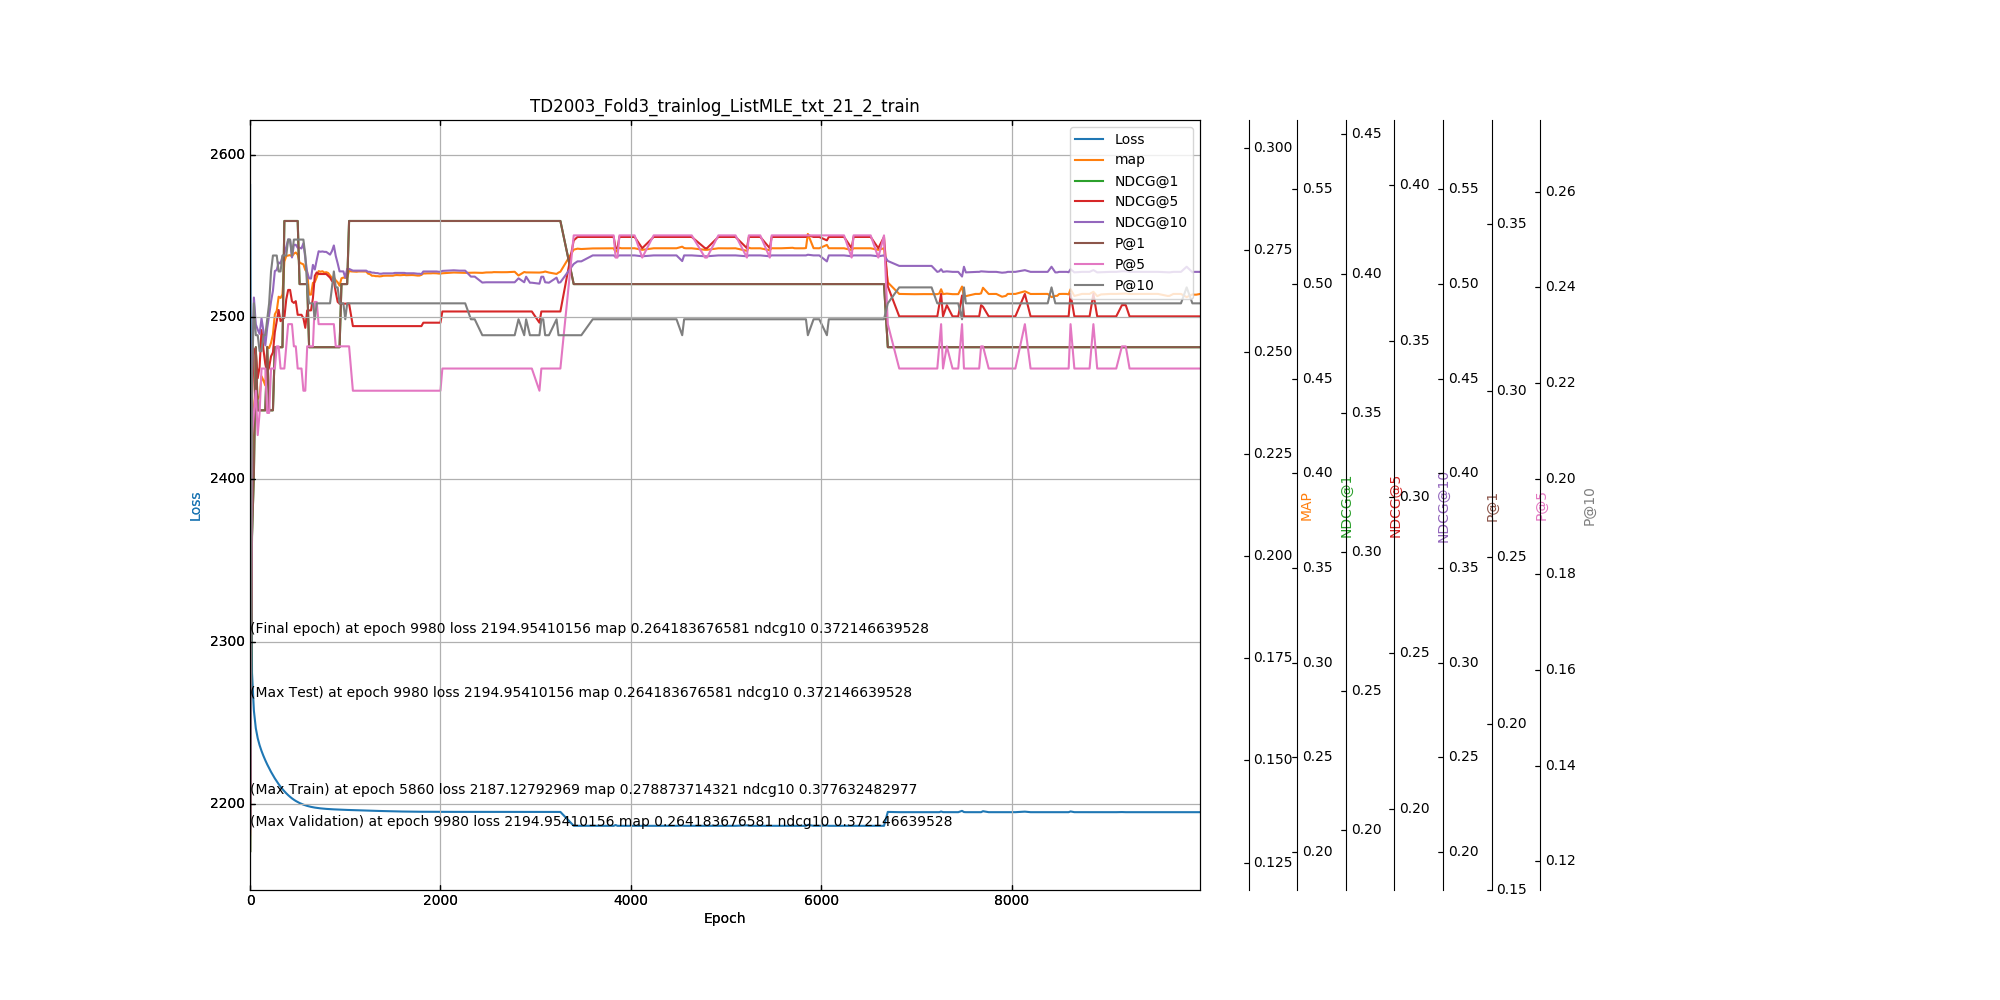 TD2003_Fold3_trainlog_ListMLE_txt_21_2_train
Loss
map
NDCG@1
NDCG@5
NDCG@10
P@1
P@5
P@10
2600
2500
2400
2300
2200
Loss
(Final epoch) at epoch 9980 loss 2194.95410156 map 0.264183676581 ndcg10 0.372146639528
(Max Test) at epoch 9980 loss 2194.95410156 map 0.264183676581 ndcg10 0.372146639528
(Max Train) at epoch 5860 loss 2187.12792969 map 0.278873714321 ndcg10 0.377632482977
(Max Validation) at epoch 9980 loss 2194.95410156 map 0.264183676581 ndcg10 0.372146639528
0 2000 4000 6000 8000
Epoch
0.300
0.275
0.250
0.225
0.200
0.175
0.150
0.125
MAP
0.55
0.50
0.45
0.40
0.35
0.30
0.25
0.20
NDCG@1
0.45
0.40
0.35
0.30
0.25
0.20
NDCG@5
0.40
0.35
0.30
0.25
0.20
NDCG@10
0.55
0.50
0.45
0.40
0.35
0.30
0.25
0.20
P@1
0.35
0.30
0.25
0.20
0.15
P@5
0.26
0.24
0.22
0.20
0.18
0.16
0.14
0.12
P@10